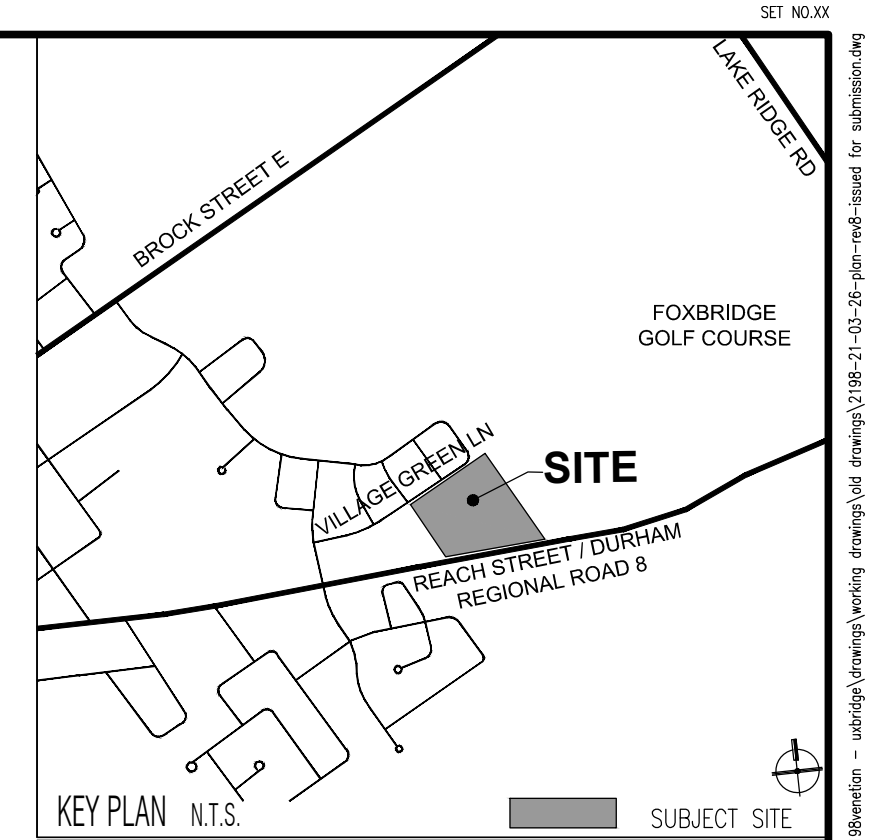 SET NO.XX
LAKE RIDGE RD
BROCK STREET E
FOXBRIDGE
GOLF COURSE
VILLAGE GREEN LN
SITE
REACH STREET / DURHAM
REGIONAL ROAD 8
KEY PLAN N.T.S.
SUBJECT SITE
98venetian - uxbridge\drawings\working drawings\old drawings\2198-21-03-26-plan-rev8-issued for submission.dwg